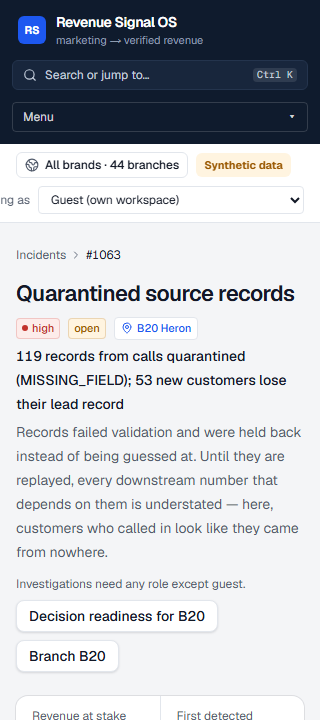 RS
Revenue Signal OS
marketing → verified revenue
Search or jump to... Ctrl K
Menu
All brands · 44 branches Synthetic data
ng as Guest (own workspace)
Incidents > #1063
Quarantined source records
high open B20 Heron
119 records from calls quarantined
(MISSING_FIELD); 53 new customers lose
their lead record
Records failed validation and were held back
instead of being guessed at. Until they are
replayed, every downstream number that
depends on them is understated — here,
customers who called in look like they came
from nowhere.
Investigations need any role except guest.
Decision readiness for B20
Branch B20
Revenue at stake First detected